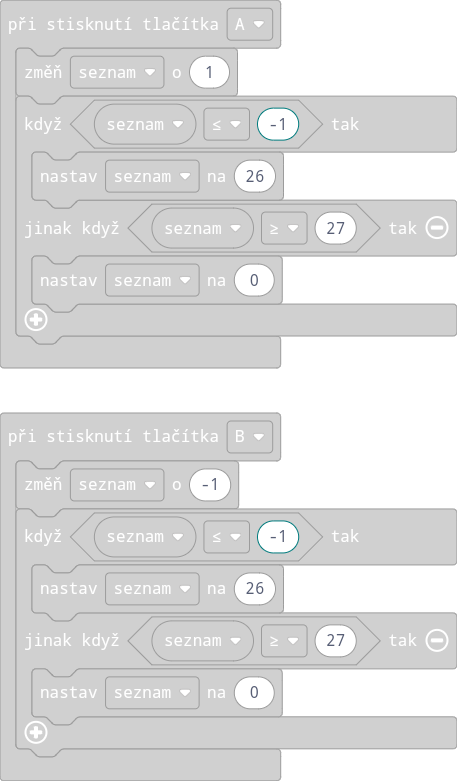 při stisknutí tlačítka A
změň seznam o 1
když seznam ≤ -1 tak
nastav seznam na 26
jinak když seznam ≥ 27 tak
nastav seznam na 0
při stisknutí tlačítka B
změň seznam o -1
když seznam ≤ -1 tak
nastav seznam na 26
jinak když seznam ≥ 27 tak
nastav seznam na 0